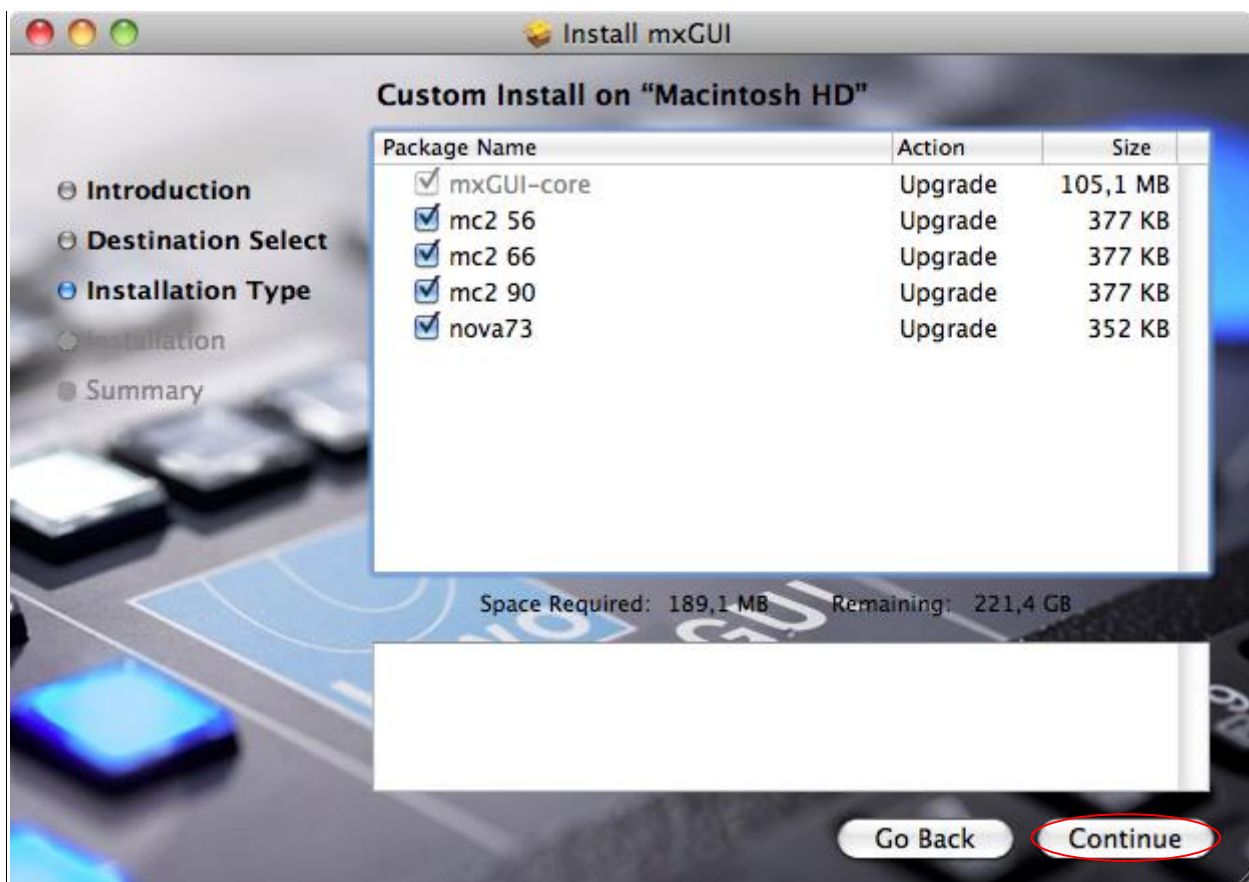 Install mxGUI
Custom Install on “Macintosh HD”
Introduction
Destination Select
Installation Type
Installation
Summary
Package Name Action Size
mxGUI-core Upgrade 105,1 MB
mc2 56 Upgrade 377 KB
mc2 66 Upgrade 377 KB
mc2 90 Upgrade 377 KB
nova73 Upgrade 352 KB
Space Required: 189,1 MB Remaining: 221,4 GB
GUI
Go Back Continue